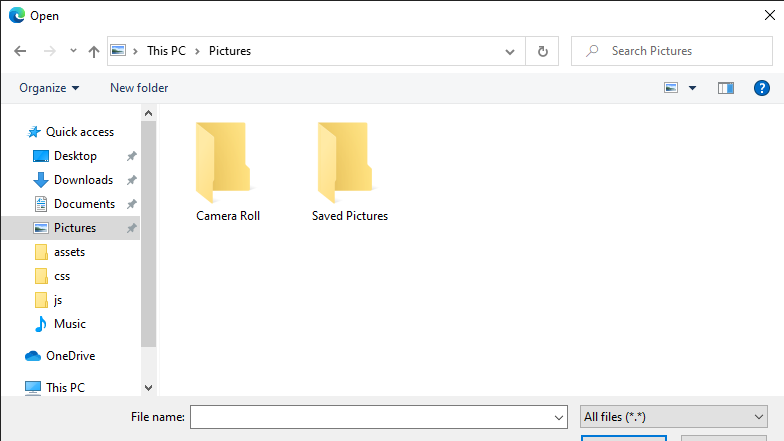 Open
This PC > Pictures
Search Pictures
Organize
New folder
?
Quick access
Desktop
Downloads
Documents
Pictures
assets
css
js
Music
OneDrive
This PC
Camera Roll
Saved Pictures
File name:
All files (*.*)